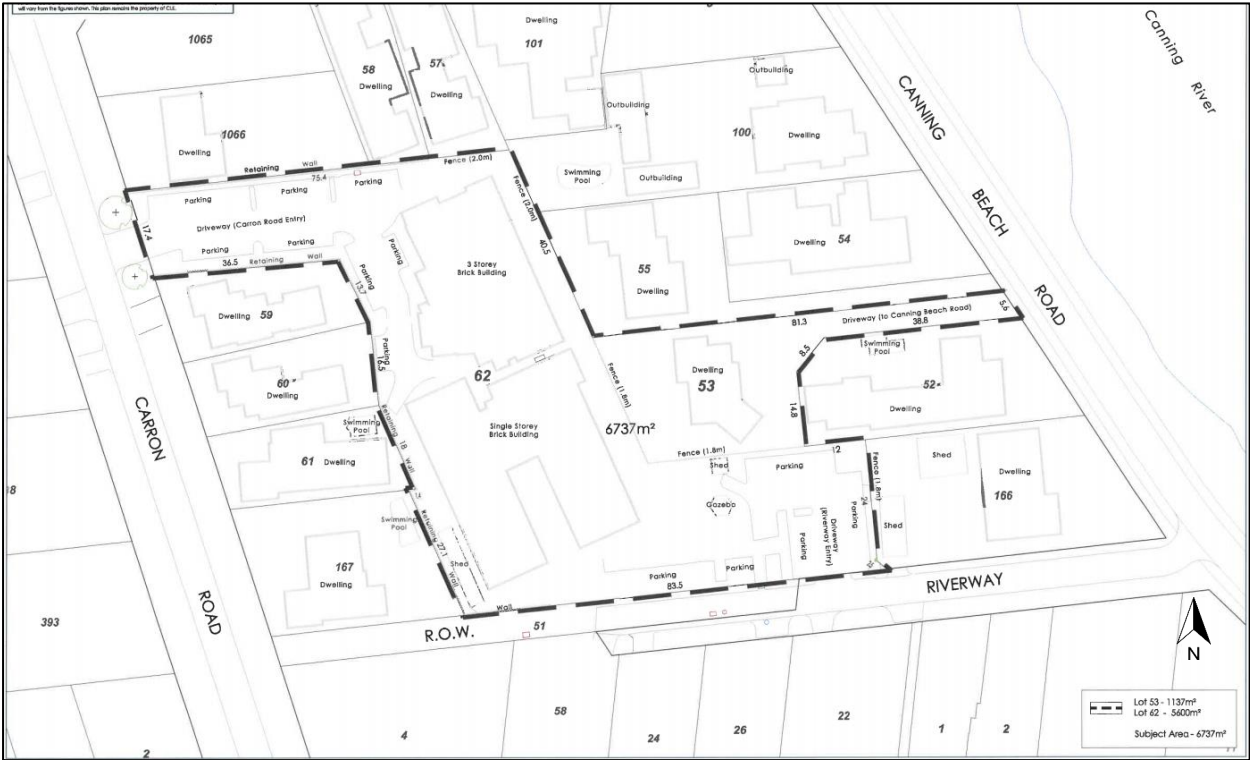 will vary from the figures shown. This plan remains the property of CLE.
1065
58
Dwelling
57
Dwelling
Dwelling
101
Canning
River
Outbuilding
Outbuilding
CANNING
BEACH
ROAD
1066
Dwelling
100
Dwelling
Swimming
Pool
Outbuilding
Retaining
Wall
75.4
Fence (2.0m)
Parking
Parking
Parking
Driveway (Carron Road Entry)
17.4
Parking
Parking
36.5
Retaining
Wall
Parking
Parking
13.7
Parking
16.5
3 Storey
Brick Building
Fence (2.0m)
40.5
55
Dwelling
Dwelling
54
81.3
Driveway (to Canning Beach Road)
38.8
5.6
Dwelling
59
60
Dwelling
62
Dwelling
53
8.5
14.8
Swimming
Pool
52
Dwelling
Fence (1.8m)
6737m²
Swimming
Pool
Retaining
18
Wall
Single Storey
Brick Building
61
Dwelling
CARRON
ROAD
Fence (1.8m)
12
Shed
Parking
Gazebo
Fence (1.8m)
24
Parking
Driveway
(Riverway Entry)
Parking
Shed
Shed
Dwelling
166
Swimming
Pool
Retaining
27.1
Wall
Shed
167
Dwelling
Parking
Parking
83.5
Wall
RIVERWAY
R.O.W.
51
393
N
58
24
26
22
1
2
4
2
Lot 53 - 1137m²
Lot 62 - 5600m²
Subject Area - 6737m²